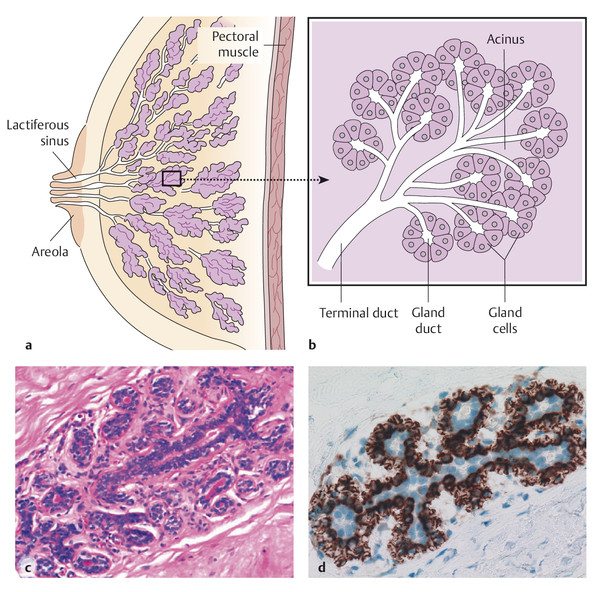 Pectoral
muscle
Lactiferous
sinus
Areola
a
Acinus
Terminal duct
Gland
duct
Gland
cells
b
c
d